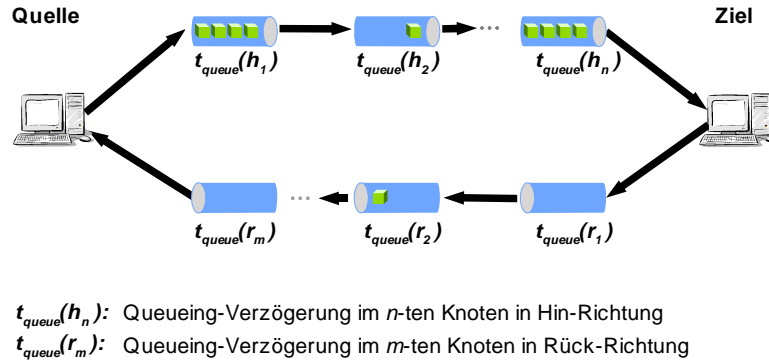 Quelle
Ziel
t_queue(h_1)
t_queue(h_2)
...
t_queue(h_n)
t_queue(r_m)
...
t_queue(r_2)
t_queue(r_1)
t_queue(h_n): Queueing-Verzögerung im n-ten Knoten in Hin-Richtung
t_queue(r_m): Queueing-Verzögerung im m-ten Knoten in Rück-Richtung